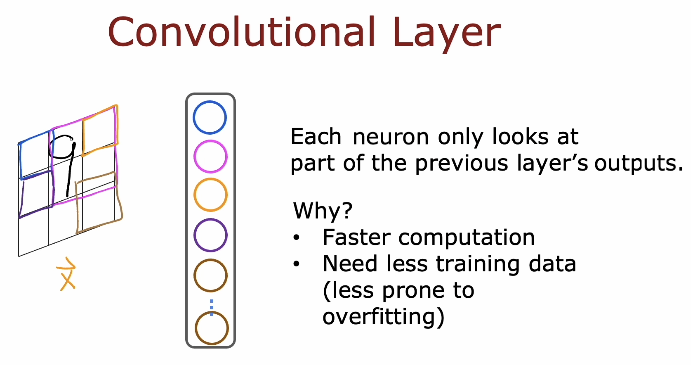 Convolutional Layer
9
Each neuron only looks at
part of the previous layer’s outputs.
Why?
• Faster computation
• Need less training data
(less prone to
overfitting)
x⃗